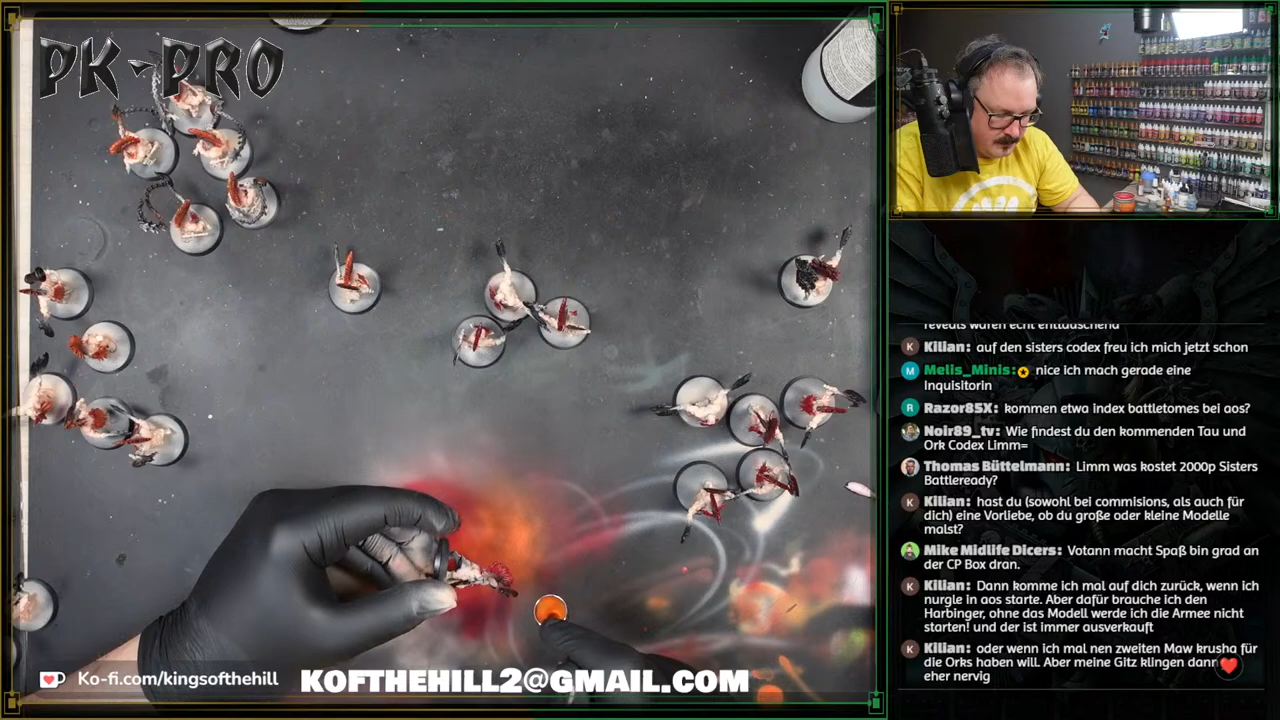 PK-PRO
reveals waren echt enttäuschend
Kilian: auf den sisters codex freu ich mich jetzt schon
Melis_Minis: nice ich mach gerade eine
Inquisitorin
Razor85X: kommen etwa index battletomes bei aos?
Noir89_tv: Wie findest du den kommenden Tau und
Ork Codex Limm=
Thomas Büttelmann: Limm was kostet 2000p Sisters
Battleready?
Kilian: hast du (sowohl bei commisions, als auch für
dich) eine Vorliebe, ob du große oder kleine Modelle
malst?
Mike Midlife Dicers: Votann macht Spaß bin grad an
der CP Box dran.
Kilian: Dann komme ich mal auf dich zurück, wenn ich
nurgle in aos starte. Aber dafür brauche ich den
Harbinger, ohne das Modell werde ich die Armee nicht
starten! und der ist immer ausverkauft
Kilian: oder wenn ich mal nen zweiten Maw krusha für
die Orks haben will. Aber meine Gitz klingen dann
eher nervig
Ko-fi.com/kingsofthehill
KOFTHEHILL2@GMAIL.COM